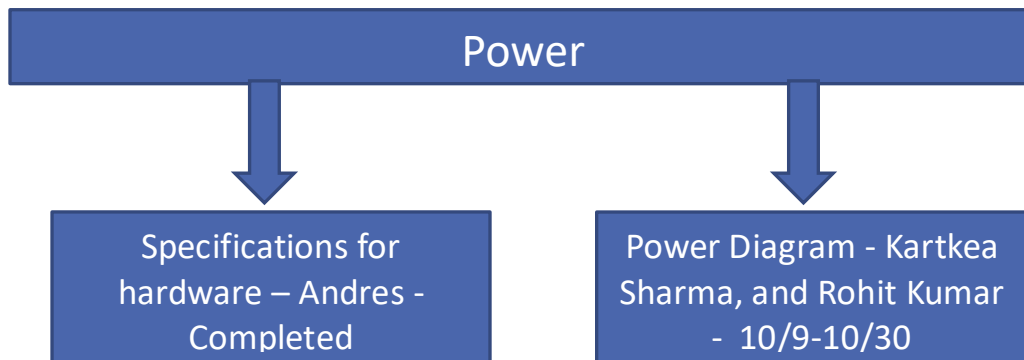 Power
Specifications for
hardware – Andres -
Completed
Power Diagram - Kartkea
Sharma, and Rohit Kumar
- 10/9-10/30